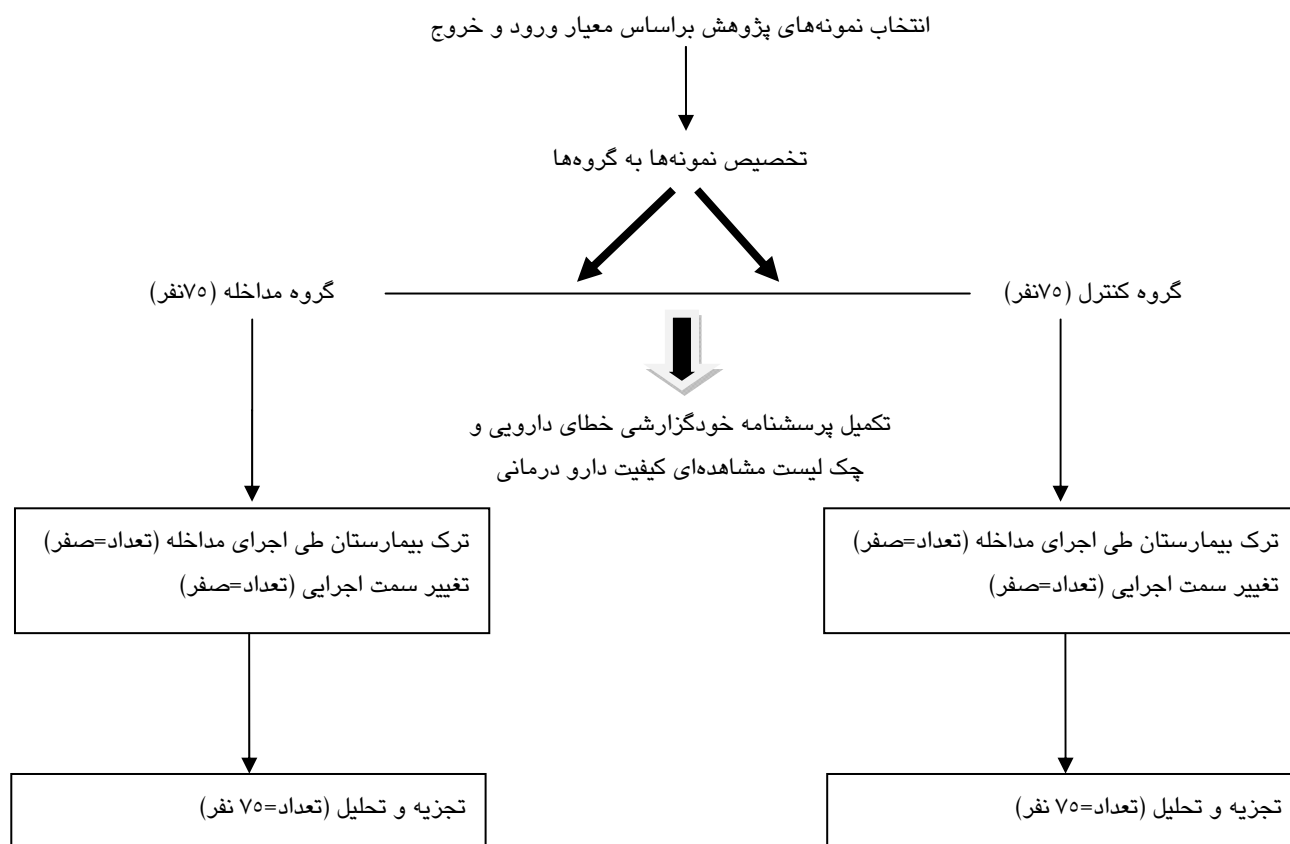 انتخاب نمونه‌های پژوهش براساس معیار ورود و خروج
تخصیص نمونه‌ها به گروه‌ها
گروه کنترل (۷۵نفر)
گروه مداخله (۷۵نفر)
تکمیل پرسشنامه خودگزارشی خطای دارویی و
چک لیست مشاهده‌ای کیفیت دارو درمانی
ترک بیمارستان طی اجرای مداخله (تعداد=صفر)
تغییر سمت اجرایی (تعداد=صفر)
ترک بیمارستان طی اجرای مداخله (تعداد=صفر)
تغییر سمت اجرایی (تعداد=صفر)
تجزیه و تحلیل (تعداد=۷۵ نفر)
تجزیه و تحلیل (تعداد=۷۵ نفر)